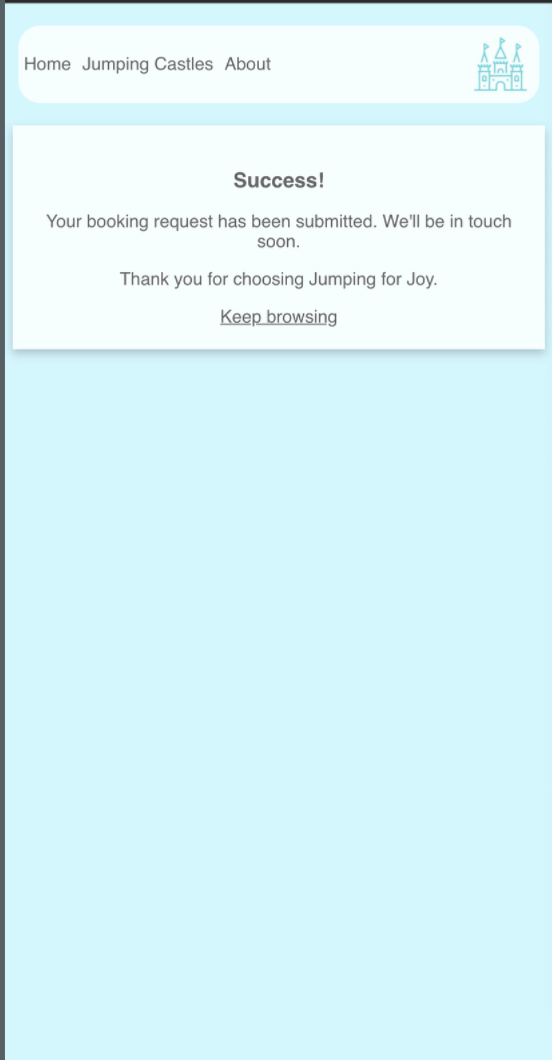 Home Jumping Castles About
Success!
Your booking request has been submitted. We'll be in touch
soon.
Thank you for choosing Jumping for Joy.
Keep browsing